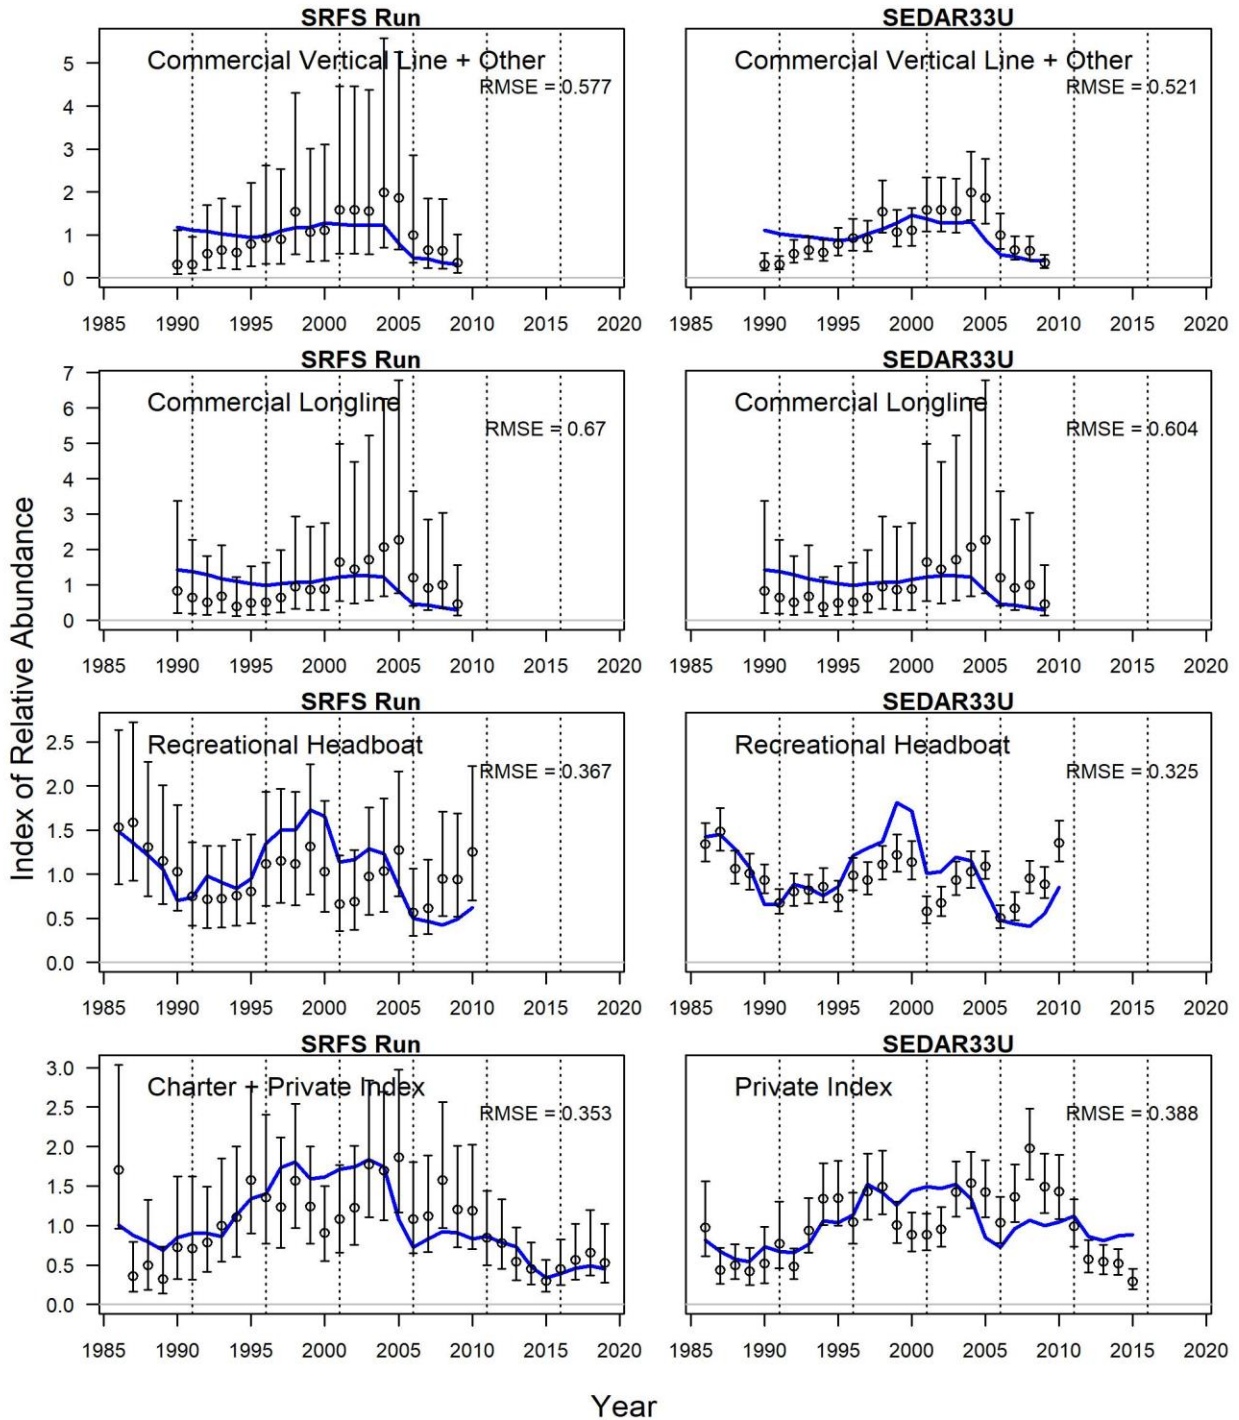 SRFS Run
SEDAR33U
Commercial Vertical Line + Other
RMSE = 0.577
Commercial Vertical Line + Other
RMSE = 0.521
5
4
3
2
1
0
1985 1990 1995 2000 2005 2010 2015 2020
1985 1990 1995 2000 2005 2010 2015 2020
SRFS Run
SEDAR33U
Commercial Longline
RMSE = 0.67
Commercial Longline
RMSE = 0.604
7
6
5
4
3
2
1
0
1985 1990 1995 2000 2005 2010 2015 2020
1985 1990 1995 2000 2005 2010 2015 2020
Index of Relative Abundance
SRFS Run
SEDAR33U
Recreational Headboat
RMSE = 0.367
Recreational Headboat
RMSE = 0.325
2.5
2.0
1.5
1.0
0.5
0.0
1985 1990 1995 2000 2005 2010 2015 2020
1985 1990 1995 2000 2005 2010 2015 2020
SRFS Run
SEDAR33U
Charter + Private Index
RMSE = 0.353
Private Index
RMSE = 0.388
3.0
2.5
2.0
1.5
1.0
0.5
0.0
1985 1990 1995 2000 2005 2010 2015 2020
1985 1990 1995 2000 2005 2010 2015 2020
Year